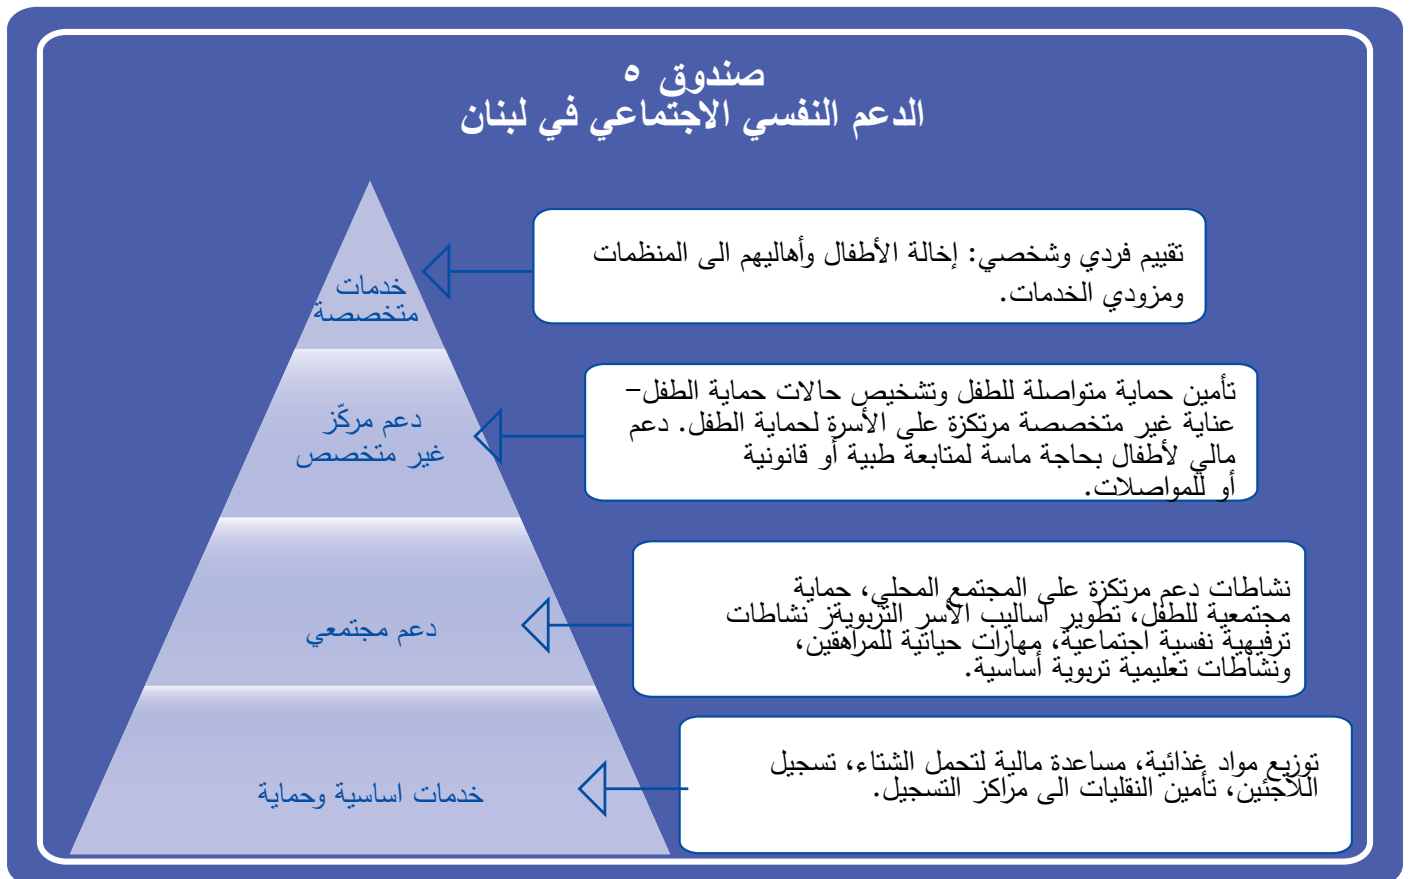 صندوق ٥
الدعم النفسي الاجتماعي في لبنان
خدمات
متخصصة
تقييم فردي وشخصي: إخالة الأطفال وأهاليهم الى المنظمات
ومزودي الخدمات.
دعم مركّز
غير متخصص
تأمين حماية متواصلة للطفل وتشخيص حالات حماية الطفل–
عناية غير متخصصة مرتكزة على الأسرة لحماية الطفل. دعم
مالي لأطفال بحاجة ماسة لمتابعة طبية أو قانونية
أو للمواصلات.
دعم مجتمعي
نشاطات دعم مرتكزة على المجتمع المحلي، حماية
مجتمعية للطفل، تطوير اساليب الأسر التربويةز نشاطات
ترفيهية نفسية اجتماعية، مهارات حياتية للمراهقين،
ونشاطات تعليمية تربوية أساسية.
خدمات اساسية وحماية
توزيع مواد غذائية، مساعدة مالية لتحمل الشتاء، تسجيل
اللاجئين، تأمين النقليات الى مراكز التسجيل.